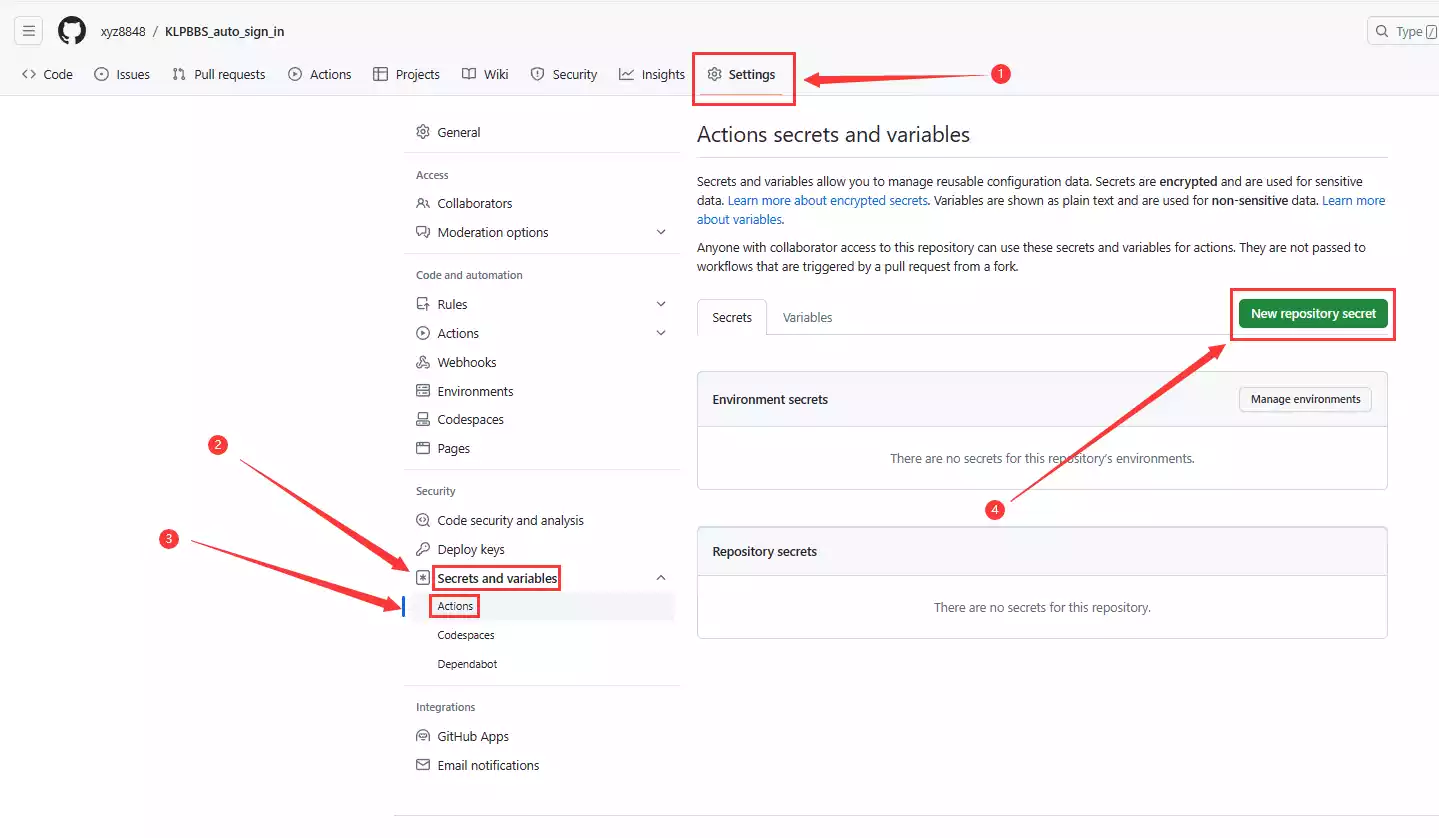 xyz8848 / KLPBBS_auto_sign_in
Type /
Code Issues Pull requests Actions Projects Wiki Security Insights Settings
1
General
Access
Collaborators
Moderation options
Code and automation
Rules
Actions
Webhooks
Environments
Codespaces
Pages
2
Security
Code security and analysis
3
Deploy keys
Secrets and variables
Actions
Codespaces
Dependabot
Integrations
GitHub Apps
Email notifications
Actions secrets and variables
Secrets and variables allow you to manage reusable configuration data. Secrets are encrypted and are used for sensitive
data. Learn more about encrypted secrets. Variables are shown as plain text and are used for non-sensitive data. Learn more
about variables.
Anyone with collaborator access to this repository can use these secrets and variables for actions. They are not passed to
workflows that are triggered by a pull request from a fork.
Secrets Variables
New repository secret
Environment secrets
Manage environments
There are no secrets for this repository's environments.
4
Repository secrets
There are no secrets for this repository.